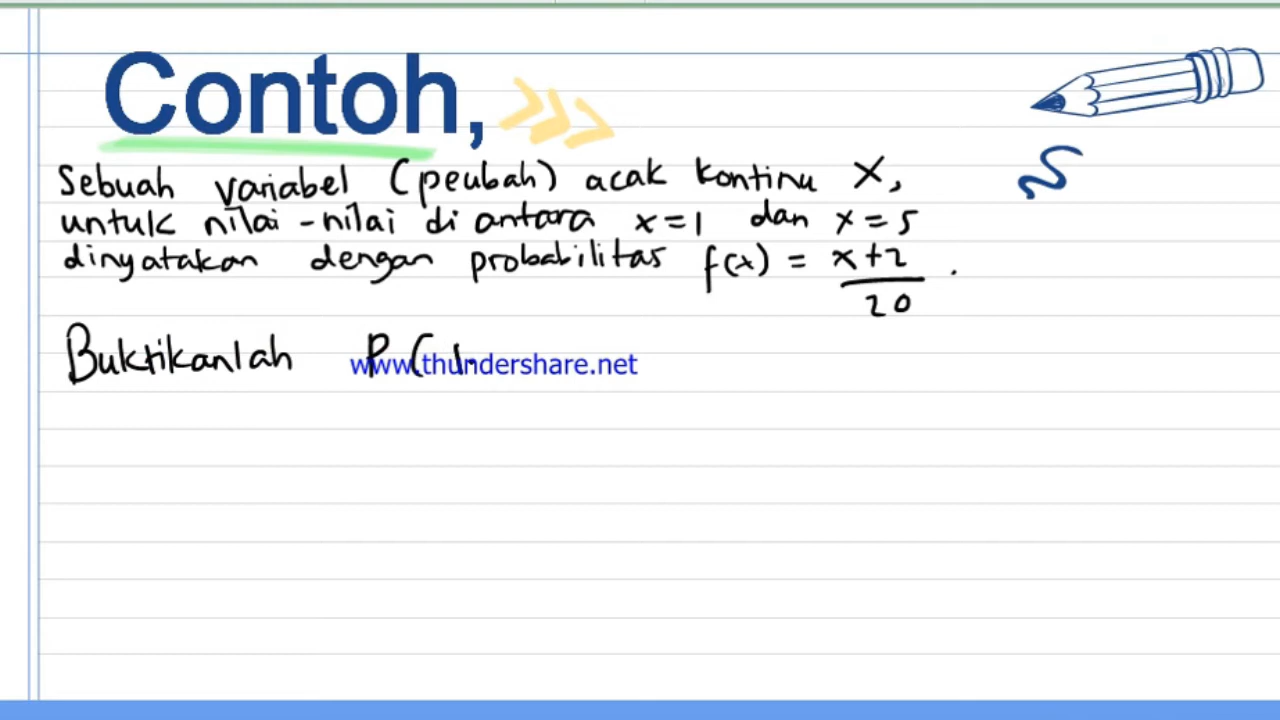 Contoh,
Sebuah variabel (peubah) acak kontinu X,
untuk nilai-nilai di antara x=1 dan x=5
dinyatakan dengan probabilitas f(x) = x+2 / 20 .
Buktikanlah P ( 1
www.thundershare.net